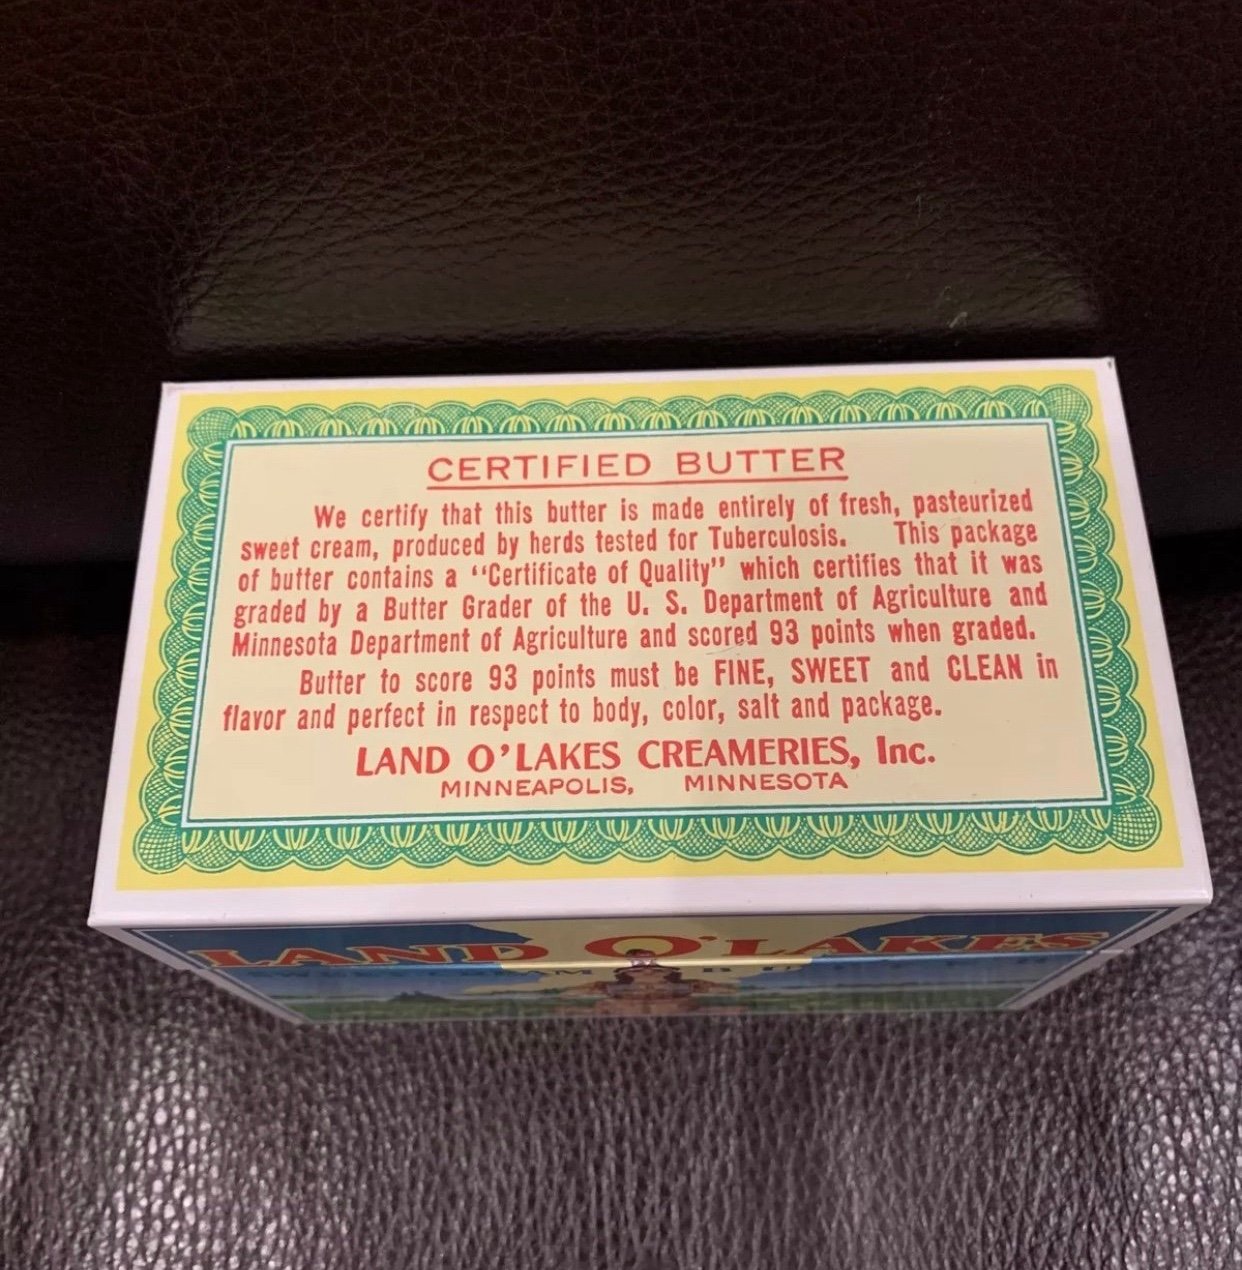 CERTIFIED BUTTER
We certify that this butter is made entirely of fresh, pasteurized
sweet cream, produced by herds tested for Tuberculosis. This package
of butter contains a “Certificate of Quality” which certifies that it was
graded by a Butter Grader of the U. S. Department of Agriculture and
Minnesota Department of Agriculture and scored 93 points when graded.
Butter to score 93 points must be FINE, SWEET and CLEAN in
flavor and perfect in respect to body, color, salt and package.
LAND O'LAKES CREAMERIES, Inc.
MINNEAPOLIS, MINNESOTA
LAND O'LAKES